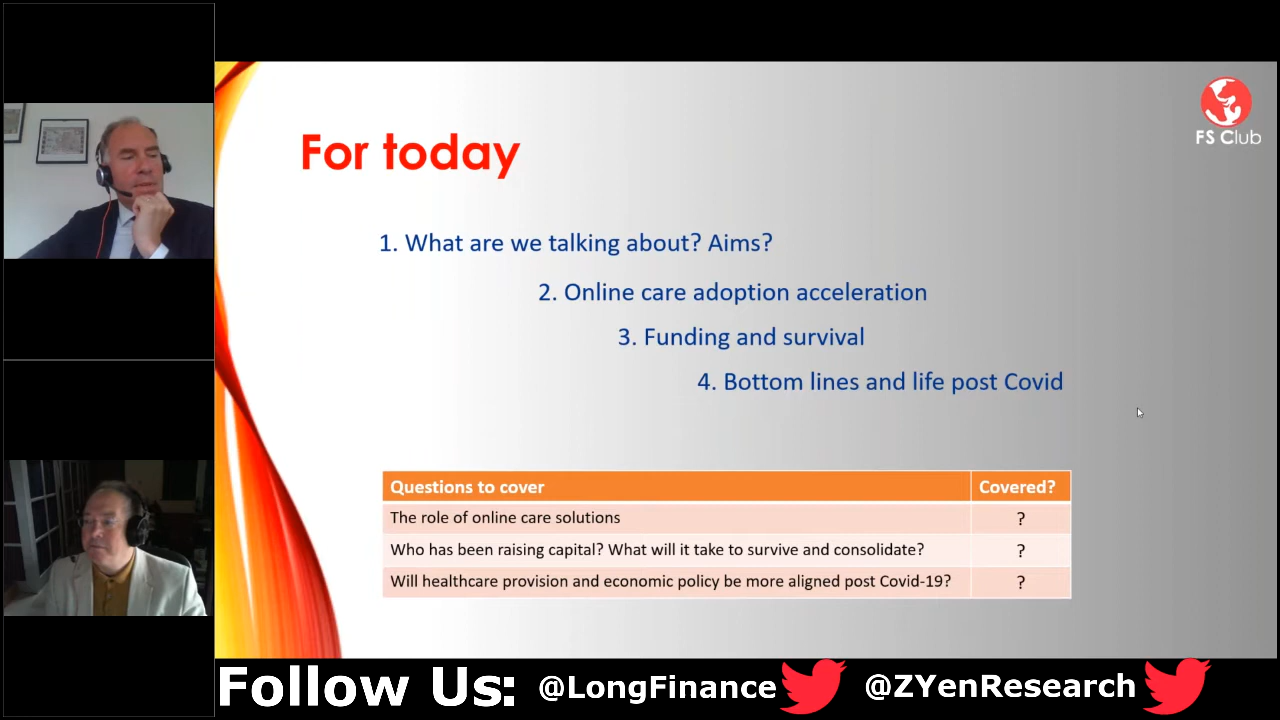 FS Club
For today
1. What are we talking about? Aims?
2. Online care adoption acceleration
3. Funding and survival
4. Bottom lines and life post Covid
Questions to cover Covered?
The role of online care solutions ?
Who has been raising capital? What will it take to survive and consolidate? ?
Will healthcare provision and economic policy be more aligned post Covid-19? ?
Follow Us: @LongFinance @ZYenResearch